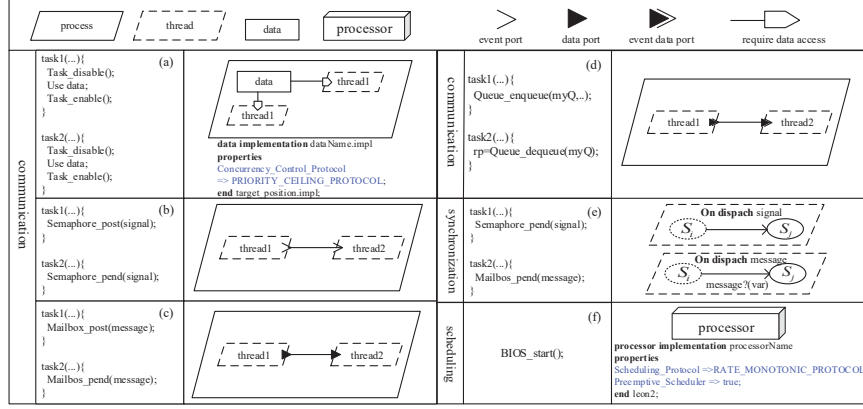 process
thread
data
processor
event port
data port
event data port
require data access
communication
(a)
task1(...){
Task_disable();
Use data;
Task_enable();
}
task2(...){
Task_disable();
Use data;
Task_enable();
}
data
thread1
thread1
data implementation dataName.impl
properties
Concurrency_Control_Protocol
=> PRIORITY_CEILING_PROTOCOL;
end target_position.impl;
(b)
task1(...){
Semaphore_post(signal);
}
task2(...){
Semaphore_pend(signal);
}
thread1
thread2
(c)
task1(...){
Mailbox_post(message);
}
task2(...){
Mailbos_pend(message);
}
thread1
thread2
communication
(d)
task1(...){
Queue_enqueue(myQ,..);
}
task2(...){
rp=Queue_dequeue(myQ);
}
thread1
thread2
synchronization
(e)
task1(...){
Semaphore_pend(signal);
}
task2(...){
Mailbos_pend(message);
}
On dispach signal
S_i
S_j
On dispach message
S_i
S_j
message?(var)
scheduling
(f)
BIOS_start();
processor
processor implementation processorName
properties
Scheduling_Protocol =>RATE_MONOTONIC_PROTOCOL
Preemptive_Scheduler => true;
end leon2;